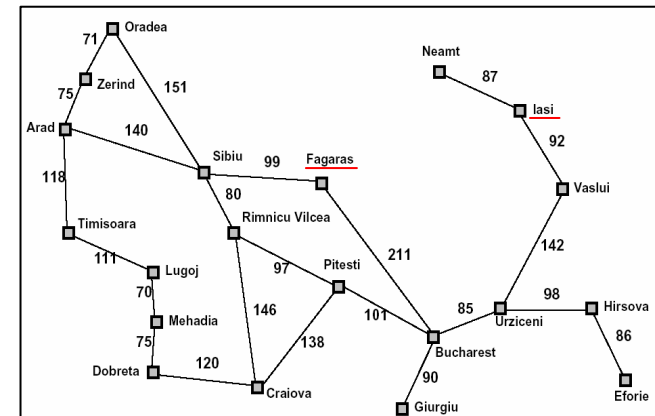 Oradea
71
Neamt
87
Zerind
75
151
Iasi
Arad
140
92
Sibiu
99
Fagaras
118
80
Vaslui
Timisoara
Rimnicu Vilcea
142
111
211
Lugoj
97
Pitesti
70
146
98
Hirsova
101
85
Urziceni
Mehadia
138
86
75
Bucharest
120
Dobreta
90
Craiova
Eforie
Giurgiu